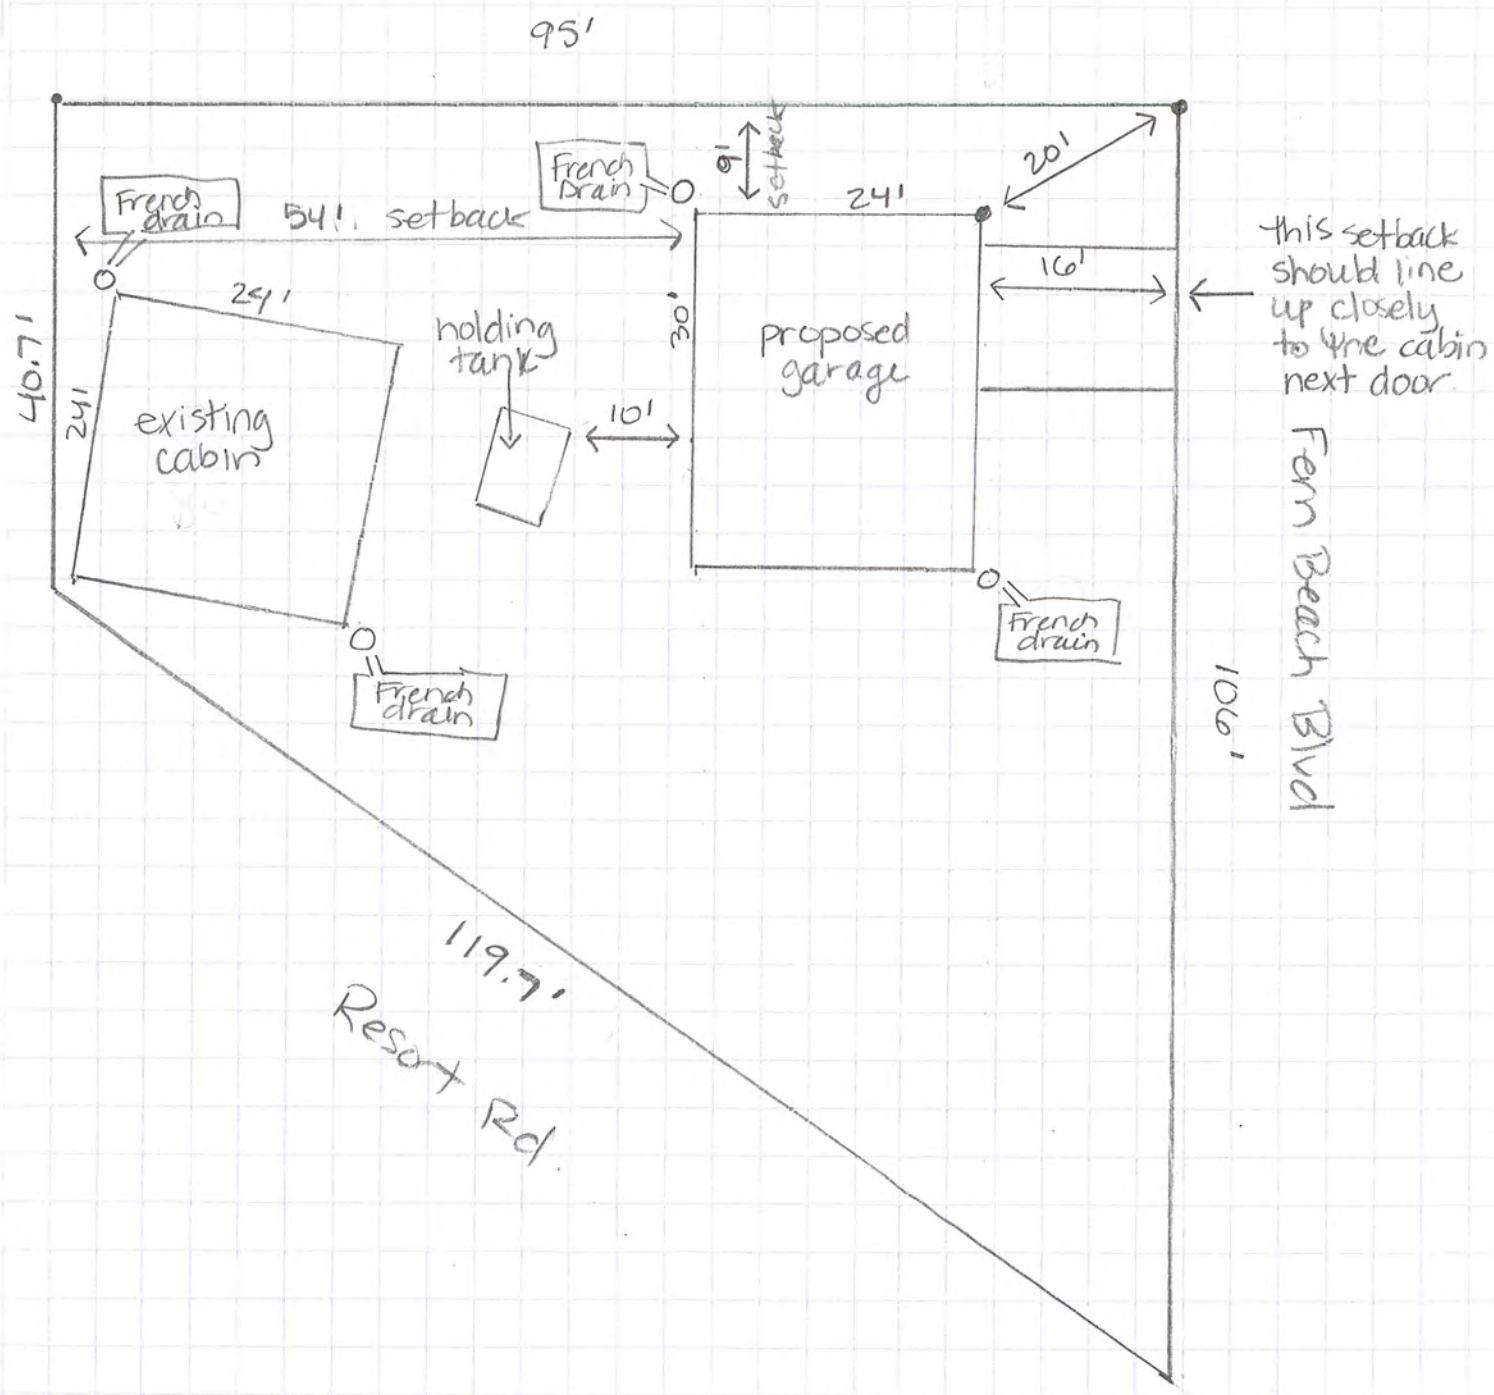 95'
9' setback
20'
French
Drain
French
drain
54' setback
24'
this setback
should line
up closely
to the cabin
next door
16'
24'
30'
40.7'
holding
tank
proposed
garage
24'
existing
cabin
10'
Fern Beach Blvd
French
drain
French
drain
106'
119.7'
Resort Rd.